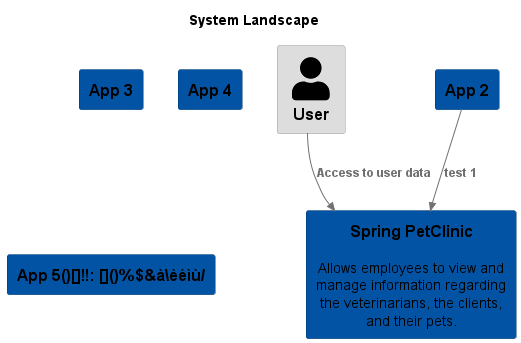 System Landscape
App 3
App 4
User
App 2
Access to user data
test 1
Spring PetClinic
Allows employees to view and
manage information regarding
the veterinarians, the clients,
and their pets.
App 5()[]!!: []()%$&à\èéìù/